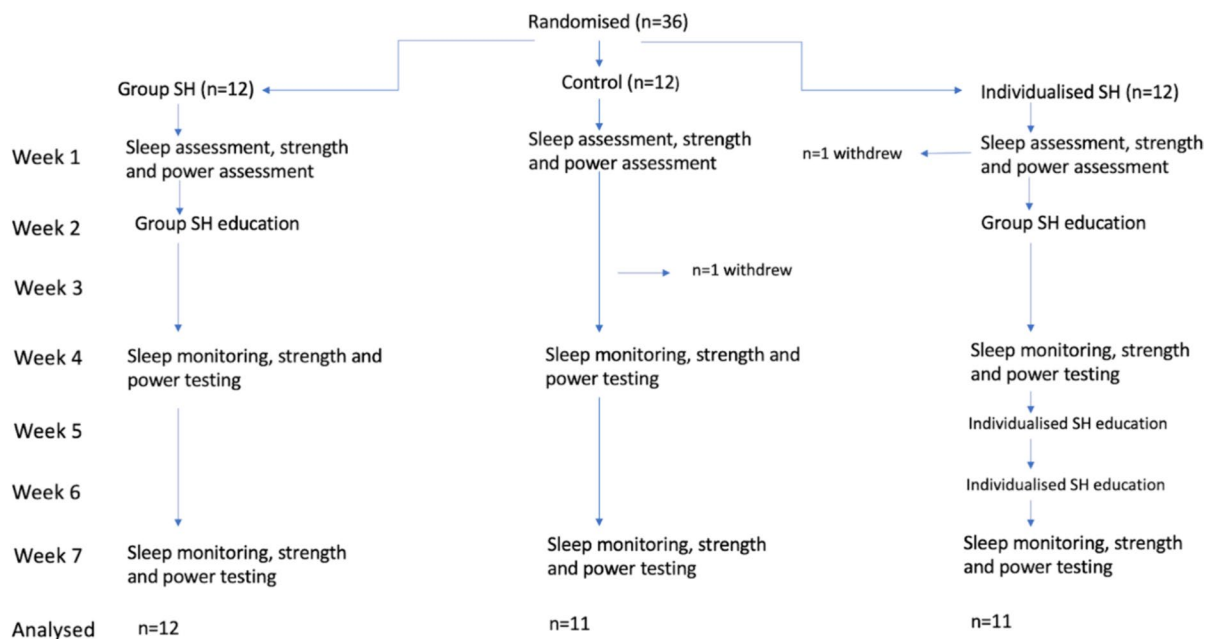 Randomised (n=36)
Group SH (n=12)
Control (n=12)
Individualised SH (n=12)
Week 1
Sleep assessment, strength
and power assessment
Sleep assessment, strength
and power assessment
n=1 withdrew
Sleep assessment, strength
and power assessment
Week 2
Group SH education
Group SH education
Week 3
n=1 withdrew
Week 4
Sleep monitoring, strength and
power testing
Sleep monitoring, strength and
power testing
Sleep monitoring, strength
and power testing
Week 5
Individualised SH education
Week 6
Individualised SH education
Week 7
Sleep monitoring, strength
and power testing
Sleep monitoring, strength
and power testing
Sleep monitoring, strength
and power testing
Analysed
n=12
n=11
n=11